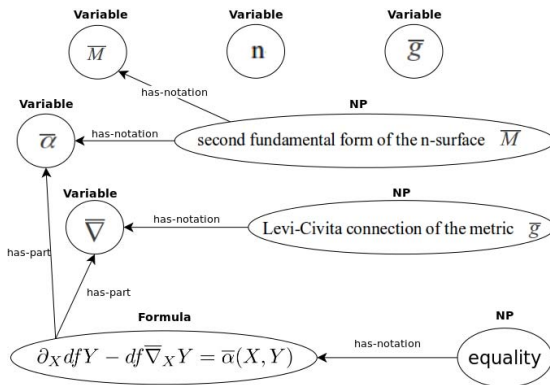 Variable Variable Variable
M̅ n g̅
has-notation
Variable NP
α̅ has-notation second fundamental form of the n-surface M̅
Variable NP
∇̅ has-notation Levi-Civita connection of the metric g̅
has-part
has-part
Formula NP
∂_X dfY − df∇̅_X Y = α̅(X, Y) has-notation equality